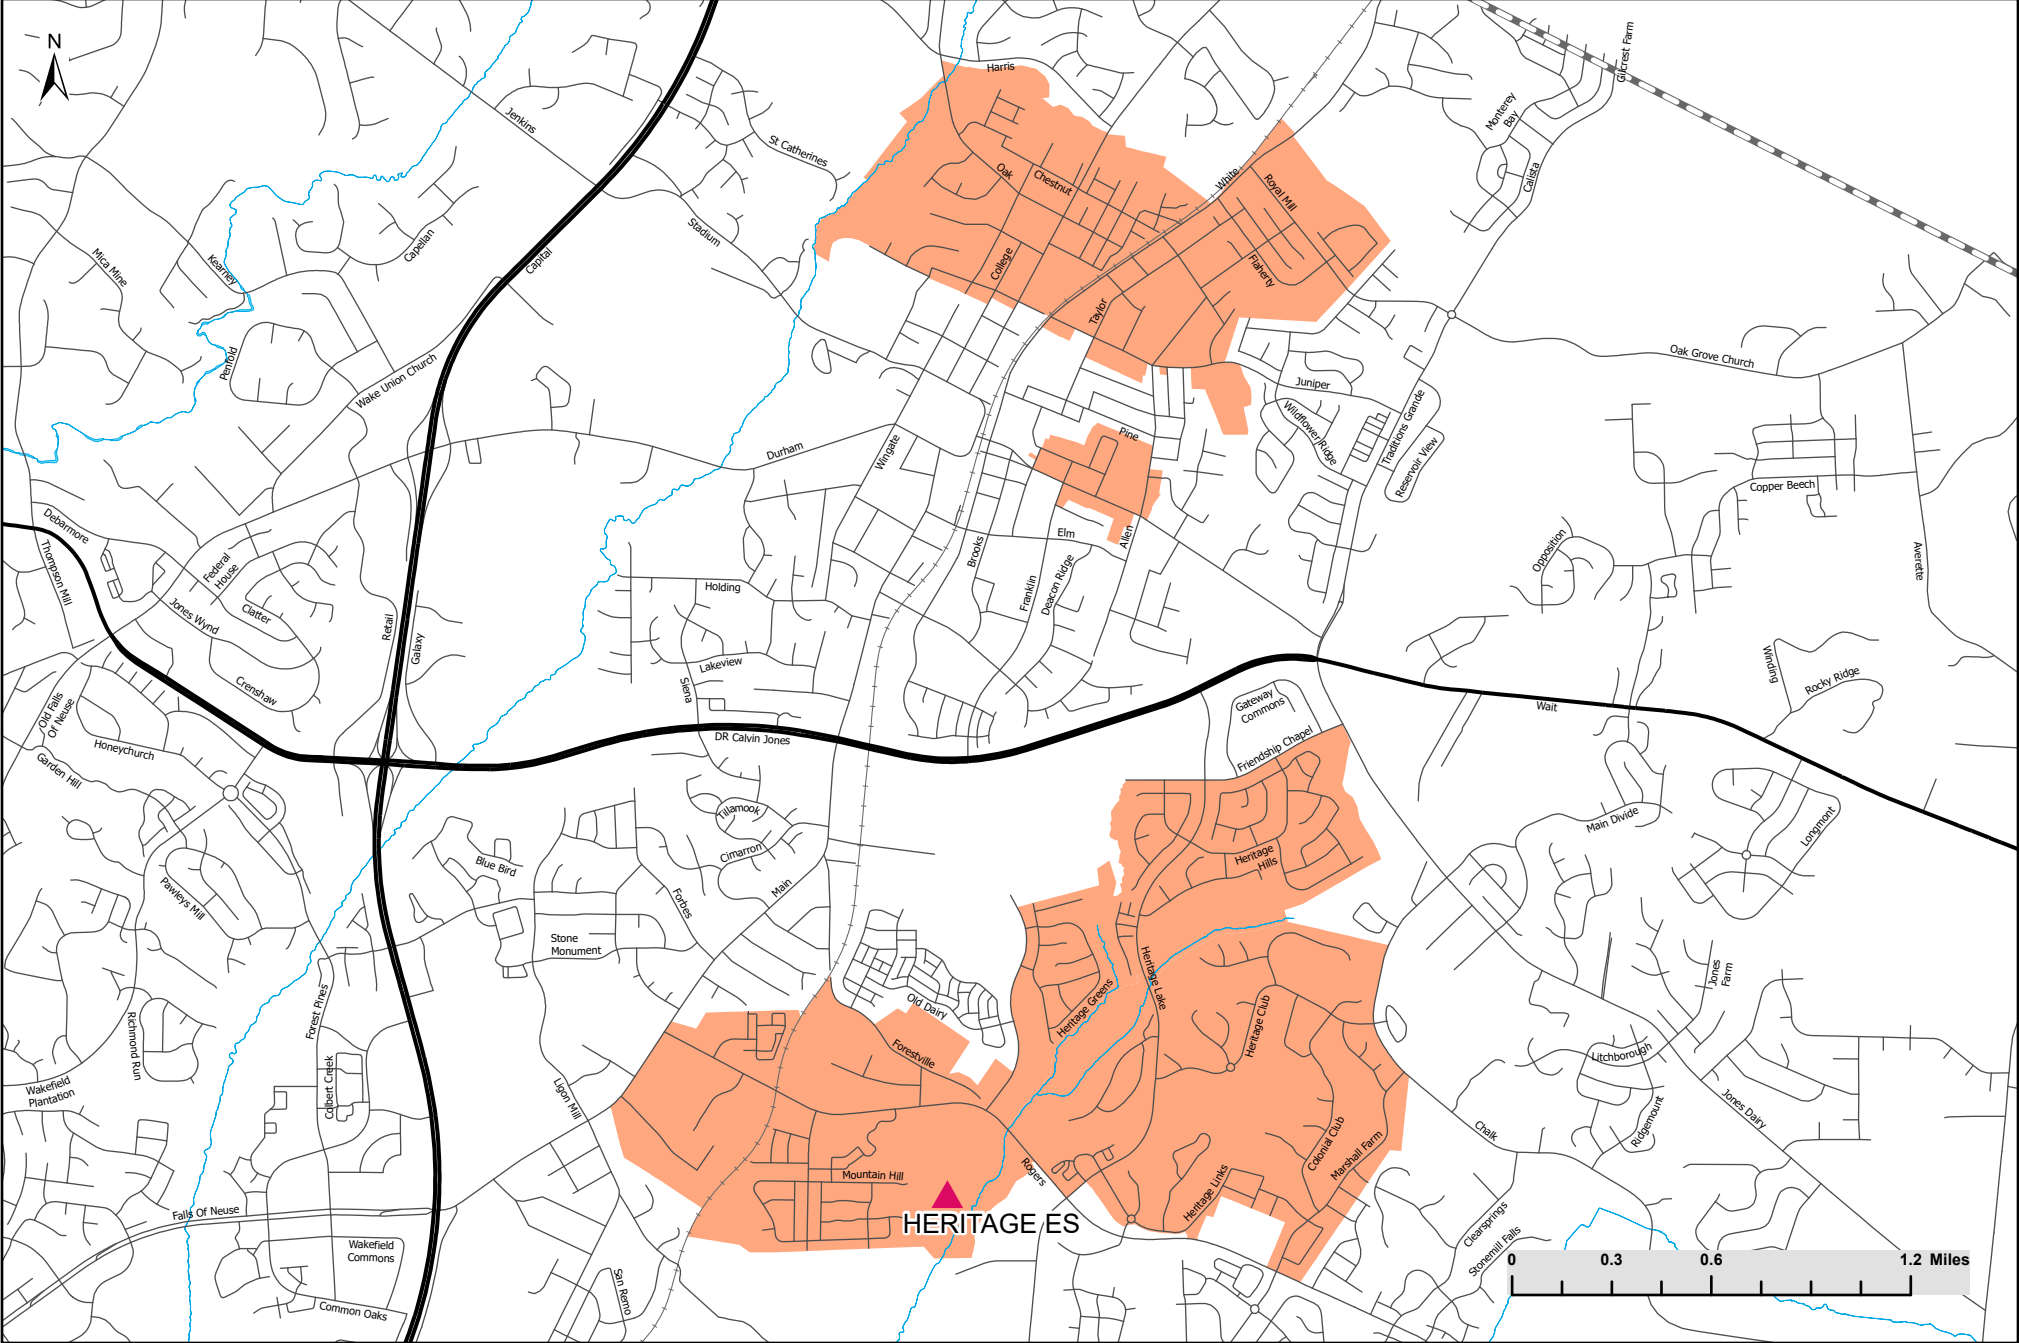 N
Harris
Gilcrest Farm
Jenkins
St Catherines
Monterey
Bay
Oak
Chestnut
White
Royal Mill
Calista
Stadium
Capellan
Mica Mine
Kearney
Capital
College
Flaherty
Taylor
Penfold
Wake Union Church
Oak Grove Church
Juniper
Wildflower Ridge
Traditions Grande
Reservoir View
Pine
Durham
Wingate
Copper Beech
Debarmore
Thompson Mill
Federal
House
Clatter
Jones Wynd
Crenshaw
Retail
Galaxy
Holding
Lakeview
Siena
Brooks
Elm
Allen
Franklin
Deacon Ridge
Opposition
Averette
Winding
Rocky Ridge
Wait
Gateway
Commons
Friendship Chapel
Old Falls
Of Neuse
Honeychurch
Garden Hill
DR Calvin Jones
Tillamook
Cimarron
Main
Blue Bird
Forbes
Pawleys Mill
Stone
Monument
Heritage
Hills
Main Divide
Longmont
Heritage Lake
Heritage Greens
Heritage Club
Old Dairy
Forestville
Jones
Farm
Richmond Run
Forest Pines
Colbert Creek
Wakefield
Plantation
Ligon Mill
Litchborough
Ridgemount
Jones Dairy
Chalk
Colonial Club
Marshall Farm
Mountain Hill
Rogers
Heritage Links
HERITAGE ES
Falls Of Neuse
Wakefield
Commons
Common Oaks
San Remo
Clearsprings
Stonemill Falls
0 0.3 0.6 1.2 Miles